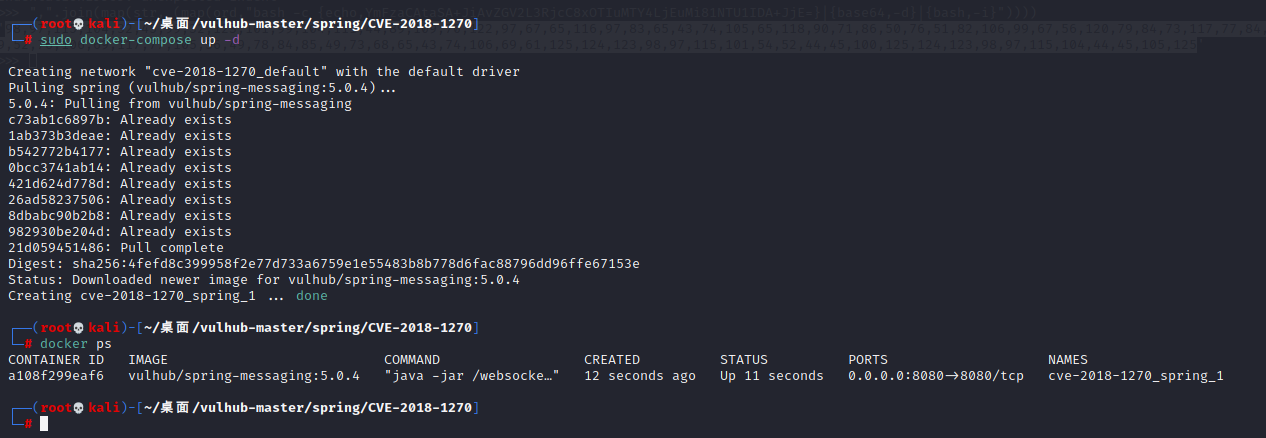 ┌──(root💀kali)-[~/桌面/vulhub-master/spring/CVE-2018-1270]
└─# sudo docker-compose up -d
Creating network "cve-2018-1270_default" with the default driver
Pulling spring (vulhub/spring-messaging:5.0.4)...
5.0.4: Pulling from vulhub/spring-messaging
c73ab1c6897b: Already exists
1ab373b3deae: Already exists
b542772b4177: Already exists
0bcc3741ab14: Already exists
421d624d778d: Already exists
26ad58237506: Already exists
8dbabc90b2b8: Already exists
982930be204d: Already exists
21d059451486: Pull complete
Digest: sha256:4fefd8c399958f2e77d733a6759e1e55483b8b778d6fac88796dd96ffe67153e
Status: Downloaded newer image for vulhub/spring-messaging:5.0.4
Creating cve-2018-1270_spring_1 ... done
┌──(root💀kali)-[~/桌面/vulhub-master/spring/CVE-2018-1270]
└─# docker ps
CONTAINER ID IMAGE COMMAND CREATED STATUS PORTS NAMES
a108f299eaf6 vulhub/spring-messaging:5.0.4 "java -jar /websocke…" 12 seconds ago Up 11 seconds 0.0.0.0:8080->8080/tcp cve-2018-1270_spring_1
┌──(root💀kali)-[~/桌面/vulhub-master/spring/CVE-2018-1270]
└─#